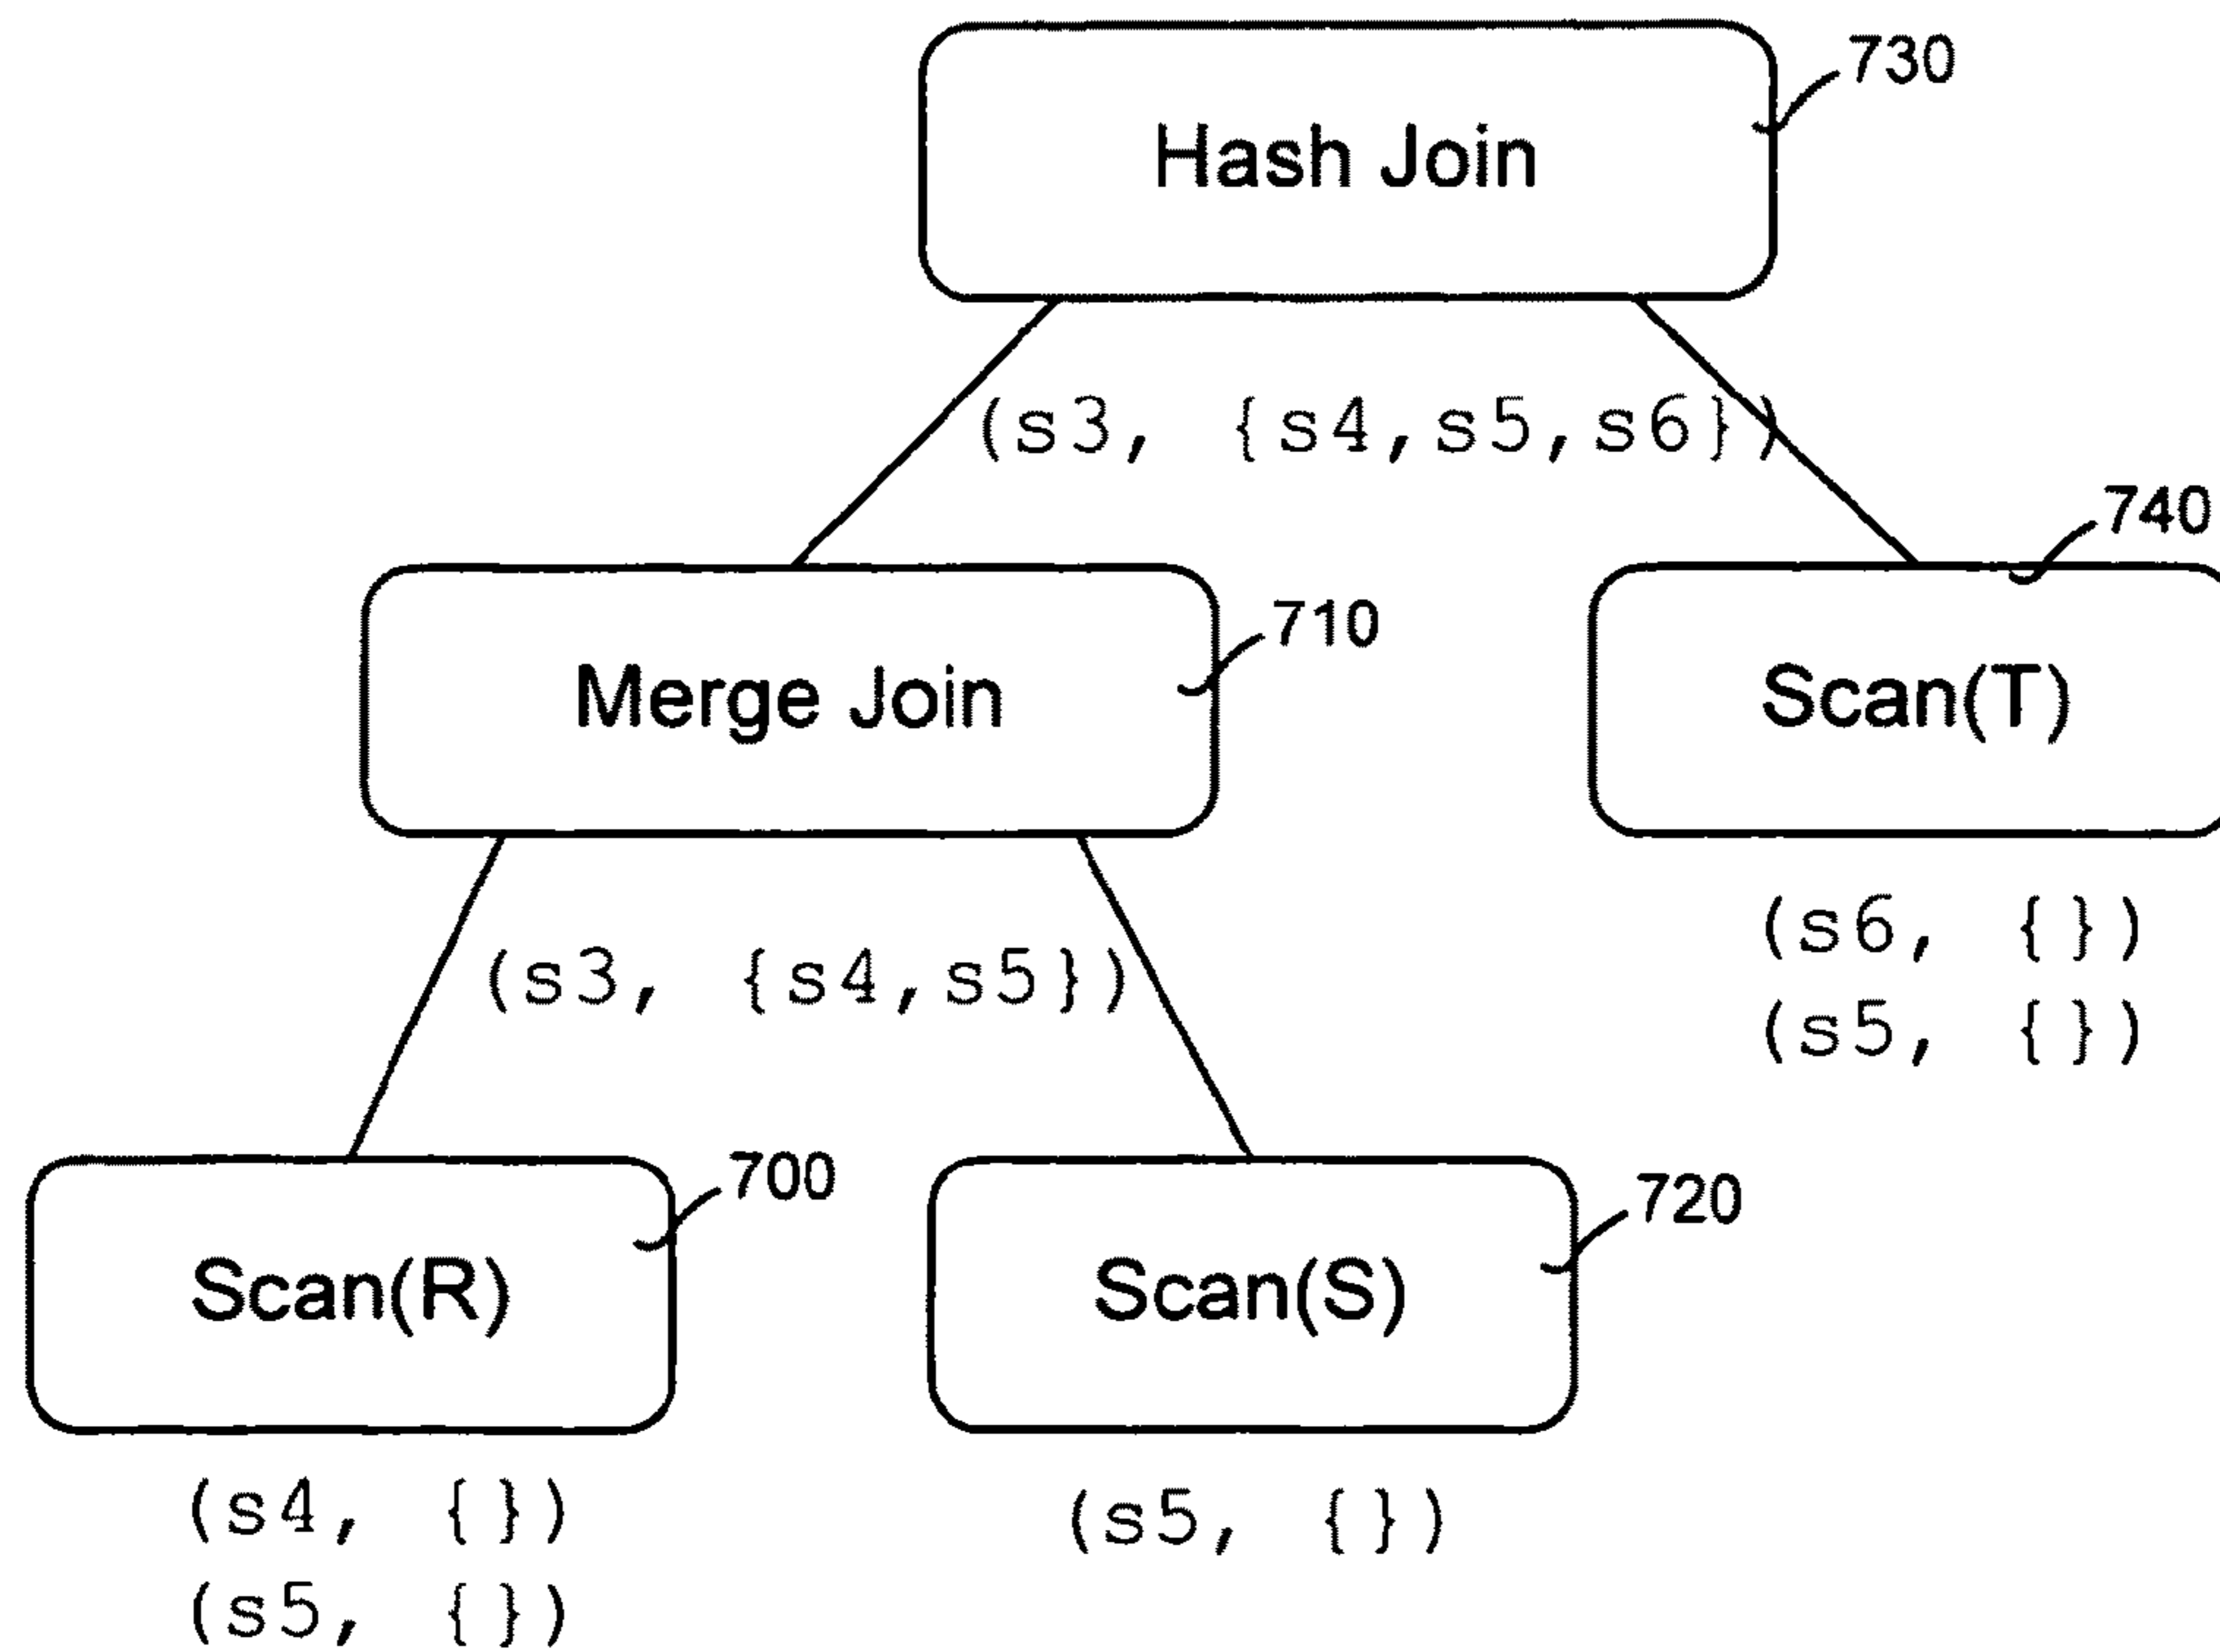 730
Hash Join
(s3, {s4,s5,s6})
740
710
Merge Join
Scan(T)
(s3, {s4,s5})
(s6, {})
(s5, {})
700
720
Scan(R)
Scan(S)
(s4, {})
(s5, {})
(s5, {})